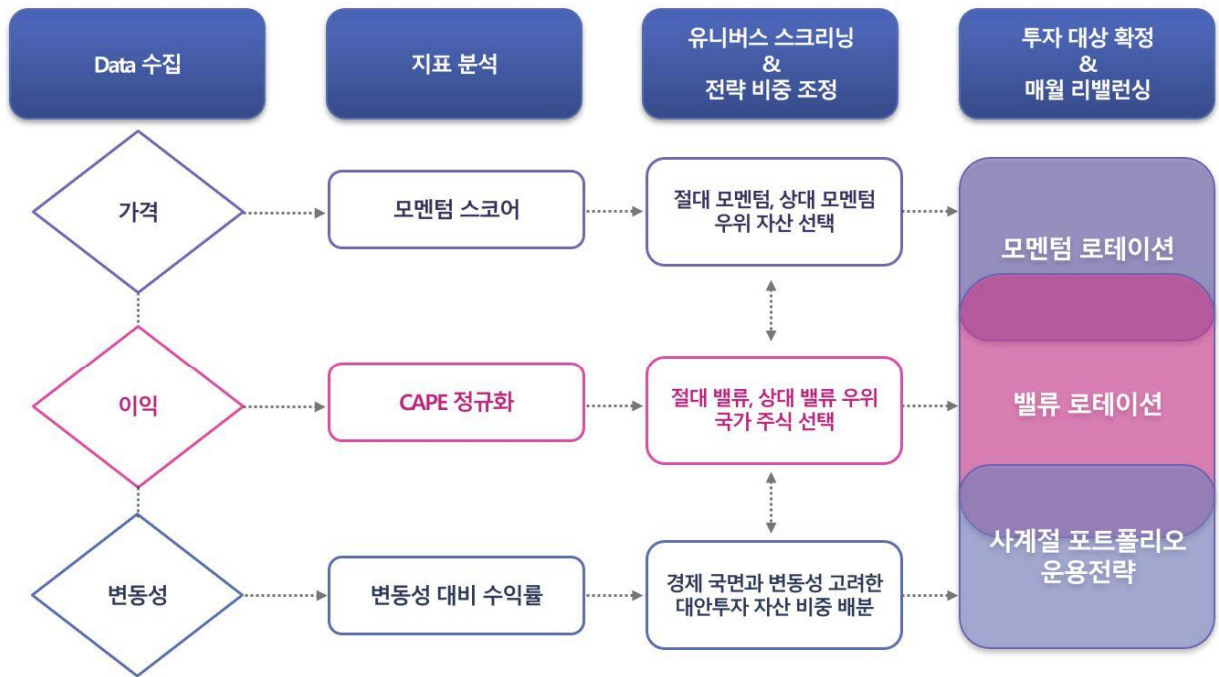 Data 수집
지표 분석
유니버스 스크리닝
&
전략 비중 조정
투자 대상 확정
&
매월 리밸런싱
가격
모멘텀 스코어
절대 모멘텀, 상대 모멘텀
우위 자산 선택
모멘텀 로테이션
이익
CAPE 정규화
절대 밸류, 상대 밸류 우위
국가 주식 선택
밸류 로테이션
변동성
변동성 대비 수익률
경제 국면과 변동성 고려한
대안투자 자산 비중 배분
사계절 포트폴리오
운용전략